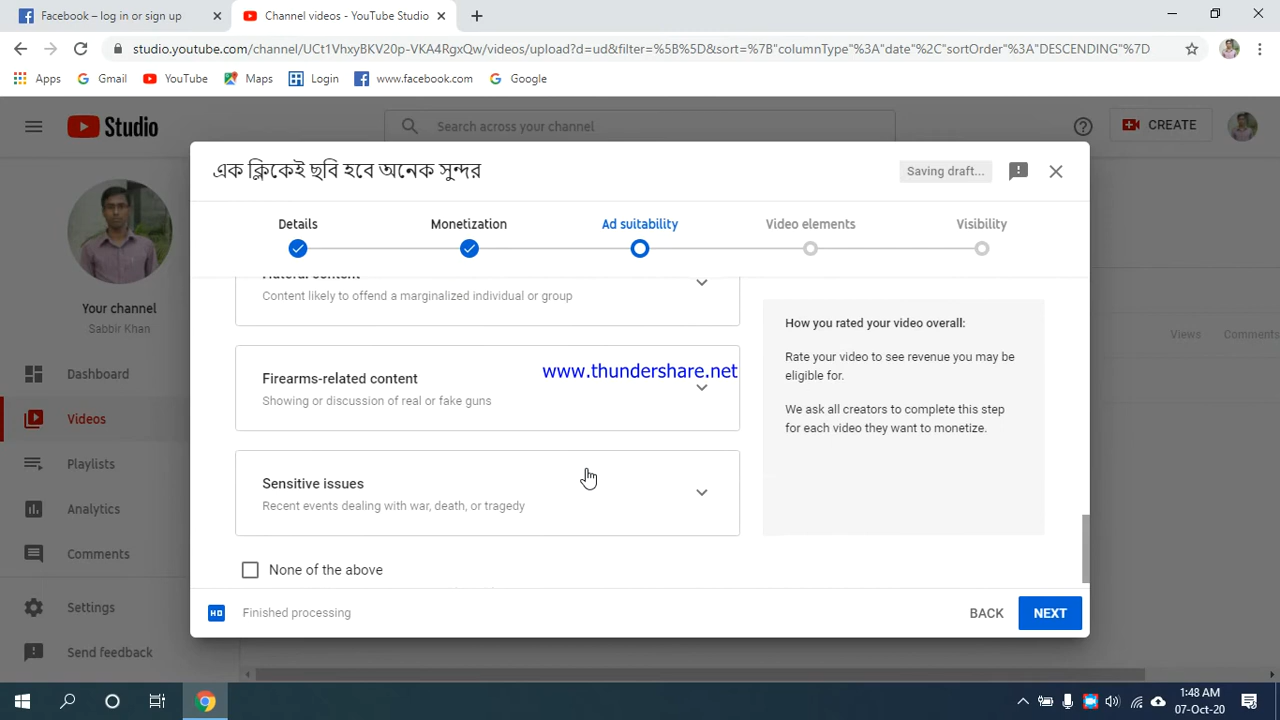 Facebook – log in or sign up
Channel videos - YouTube Studio
studio.youtube.com/channel/UCt1VhxyBKV20p-VKA4RgxQw/videos/upload?d=ud&filter=%5B%5D&sort=%7B"columnType"%3A"date"%2C"sortOrder"%3A"DESCENDING"%7D
Apps
Gmail
YouTube
Maps
Login
www.facebook.com
Google
Studio
Search across your channel
CREATE
এক ক্লিকেই ছবি হবে অনেক সুন্দর
Saving draft...
Details
Monetization
Ad suitability
Video elements
Visibility
Your channel
Sabbir Khan
Dashboard
Videos
Playlists
Analytics
Comments
Settings
Send feedback
Hateful content
Content likely to offend a marginalized individual or group
Firearms-related content
Showing or discussion of real or fake guns
www.thundershare.net
Sensitive issues
Recent events dealing with war, death, or tragedy
None of the above
How you rated your video overall:
Rate your video to see revenue you may be
eligible for.
We ask all creators to complete this step
for each video they want to monetize.
Views
Comments
HD
Finished processing
BACK
NEXT
1:48 AM
07-Oct-20